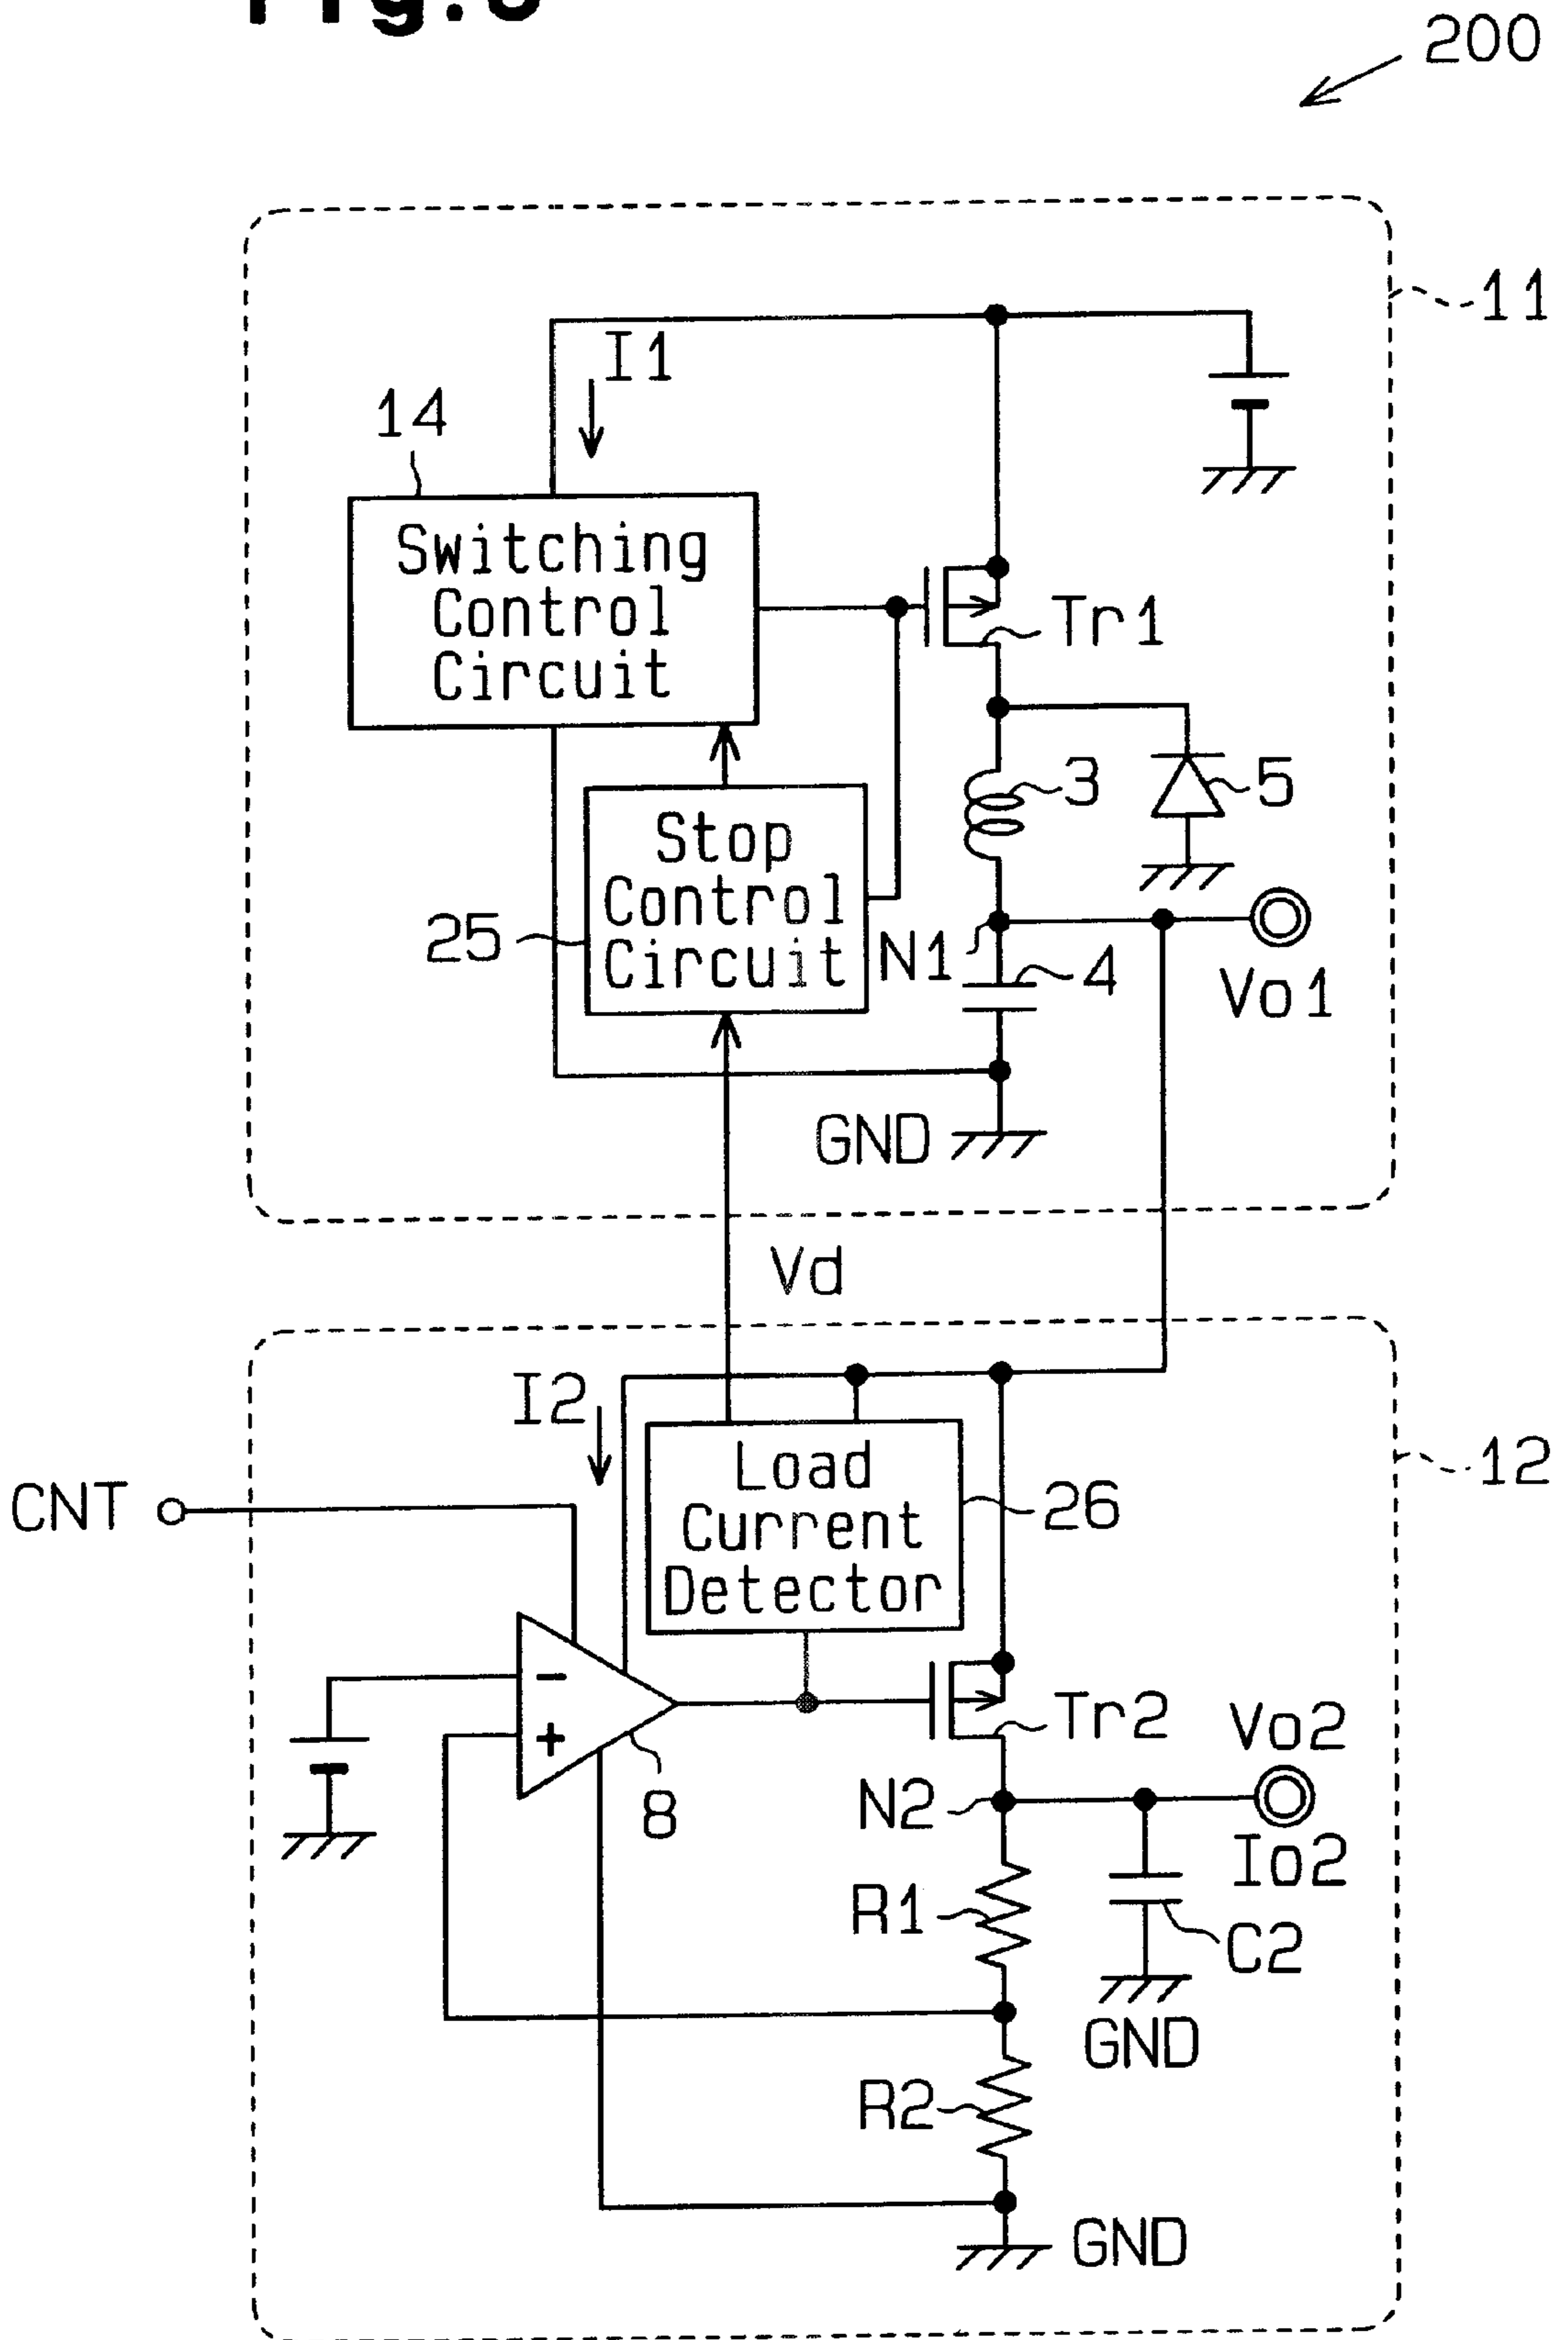 200
11
I1
14
Switching
Control
Circuit
Tr1
3
5
Stop
Control
Circuit
25
N1
4
Vo1
GND
Vd
I2
12
CNT
Load
Current
Detector
26
-
+
8
Tr2
Vo2
N2
Io2
R1
C2
GND
R2
GND